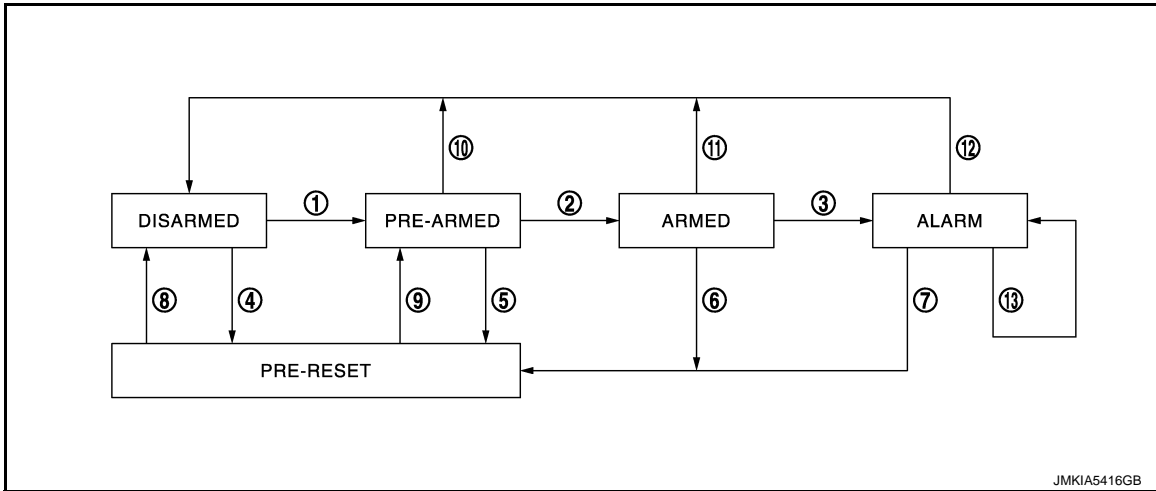 ⑩ ⑪ ⑫
DISARMED ① PRE-ARMED ② ARMED ③ ALARM
⑧ ④ ⑨ ⑤ ⑥ ⑦ ⑬
PRE-RESET
JMKIA5416GB